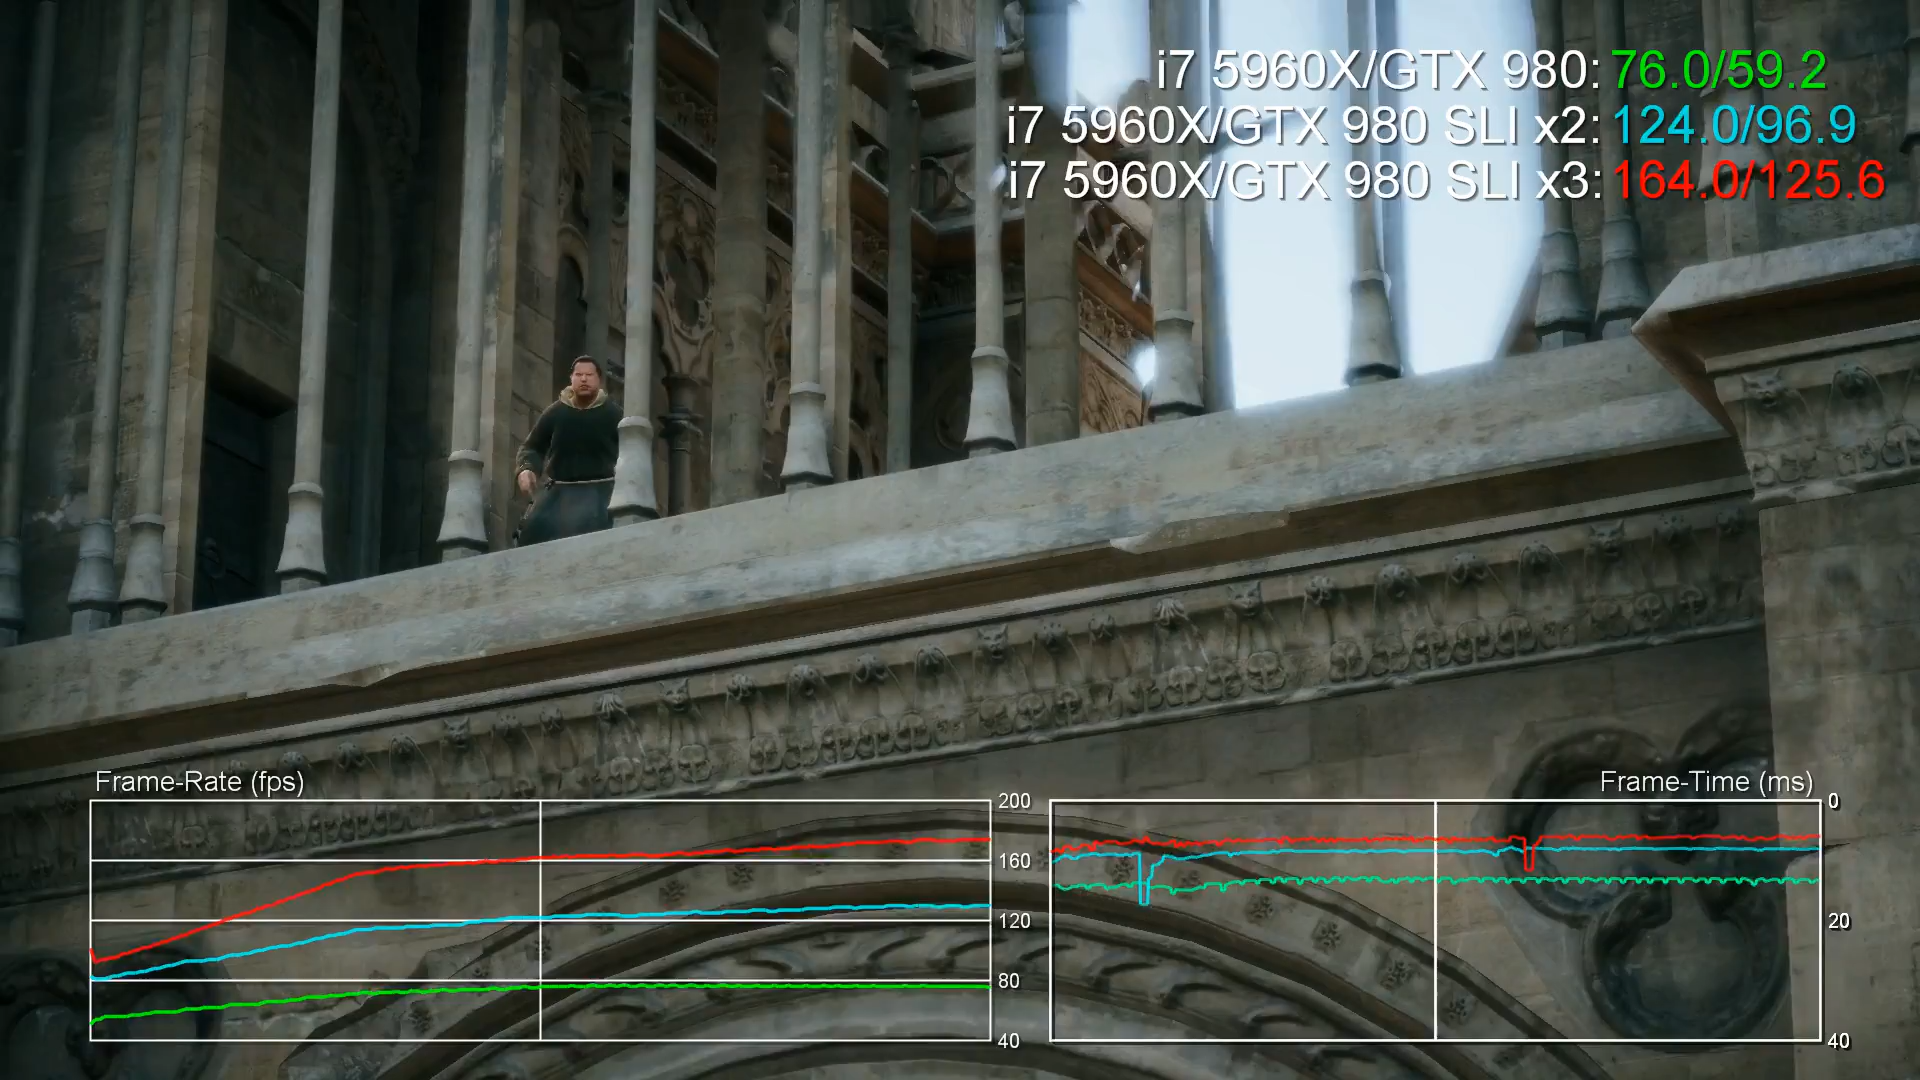 i7 5960X/GTX 980: 76.0/59.2
i7 5960X/GTX 980 SLI x2: 124.0/96.9
i7 5960X/GTX 980 SLI x3: 164.0/125.6
Frame-Rate (fps)
200
160
120
80
40
Frame-Time (ms)
0
20
40